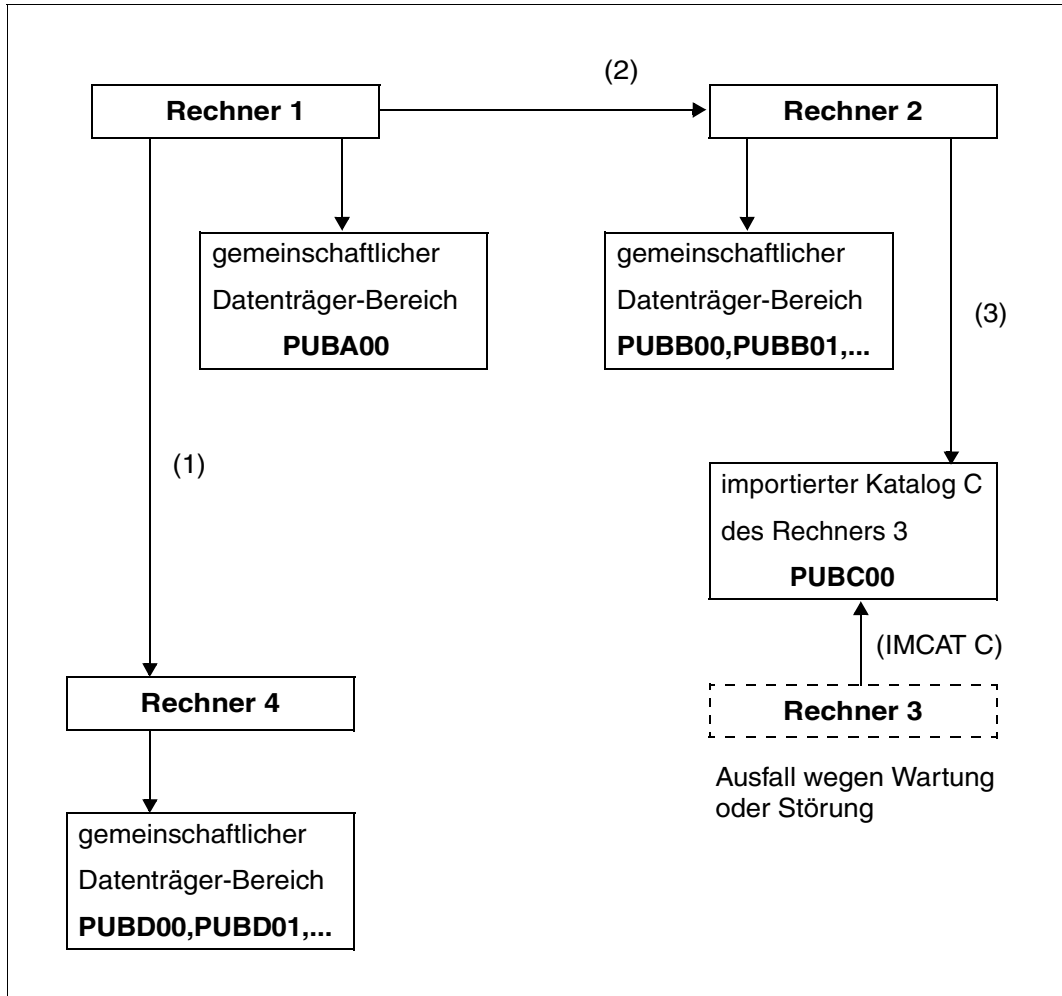 (2)
Rechner 1
Rechner 2
gemeinschaftlicher
Datenträger-Bereich
PUBA00
gemeinschaftlicher
Datenträger-Bereich
PUBB00,PUBB01,...
(3)
(1)
importierter Katalog C
des Rechners 3
PUBC00
(IMCAT C)
Rechner 4
Rechner 3
Ausfall wegen Wartung
oder Störung
gemeinschaftlicher
Datenträger-Bereich
PUBD00,PUBD01,...